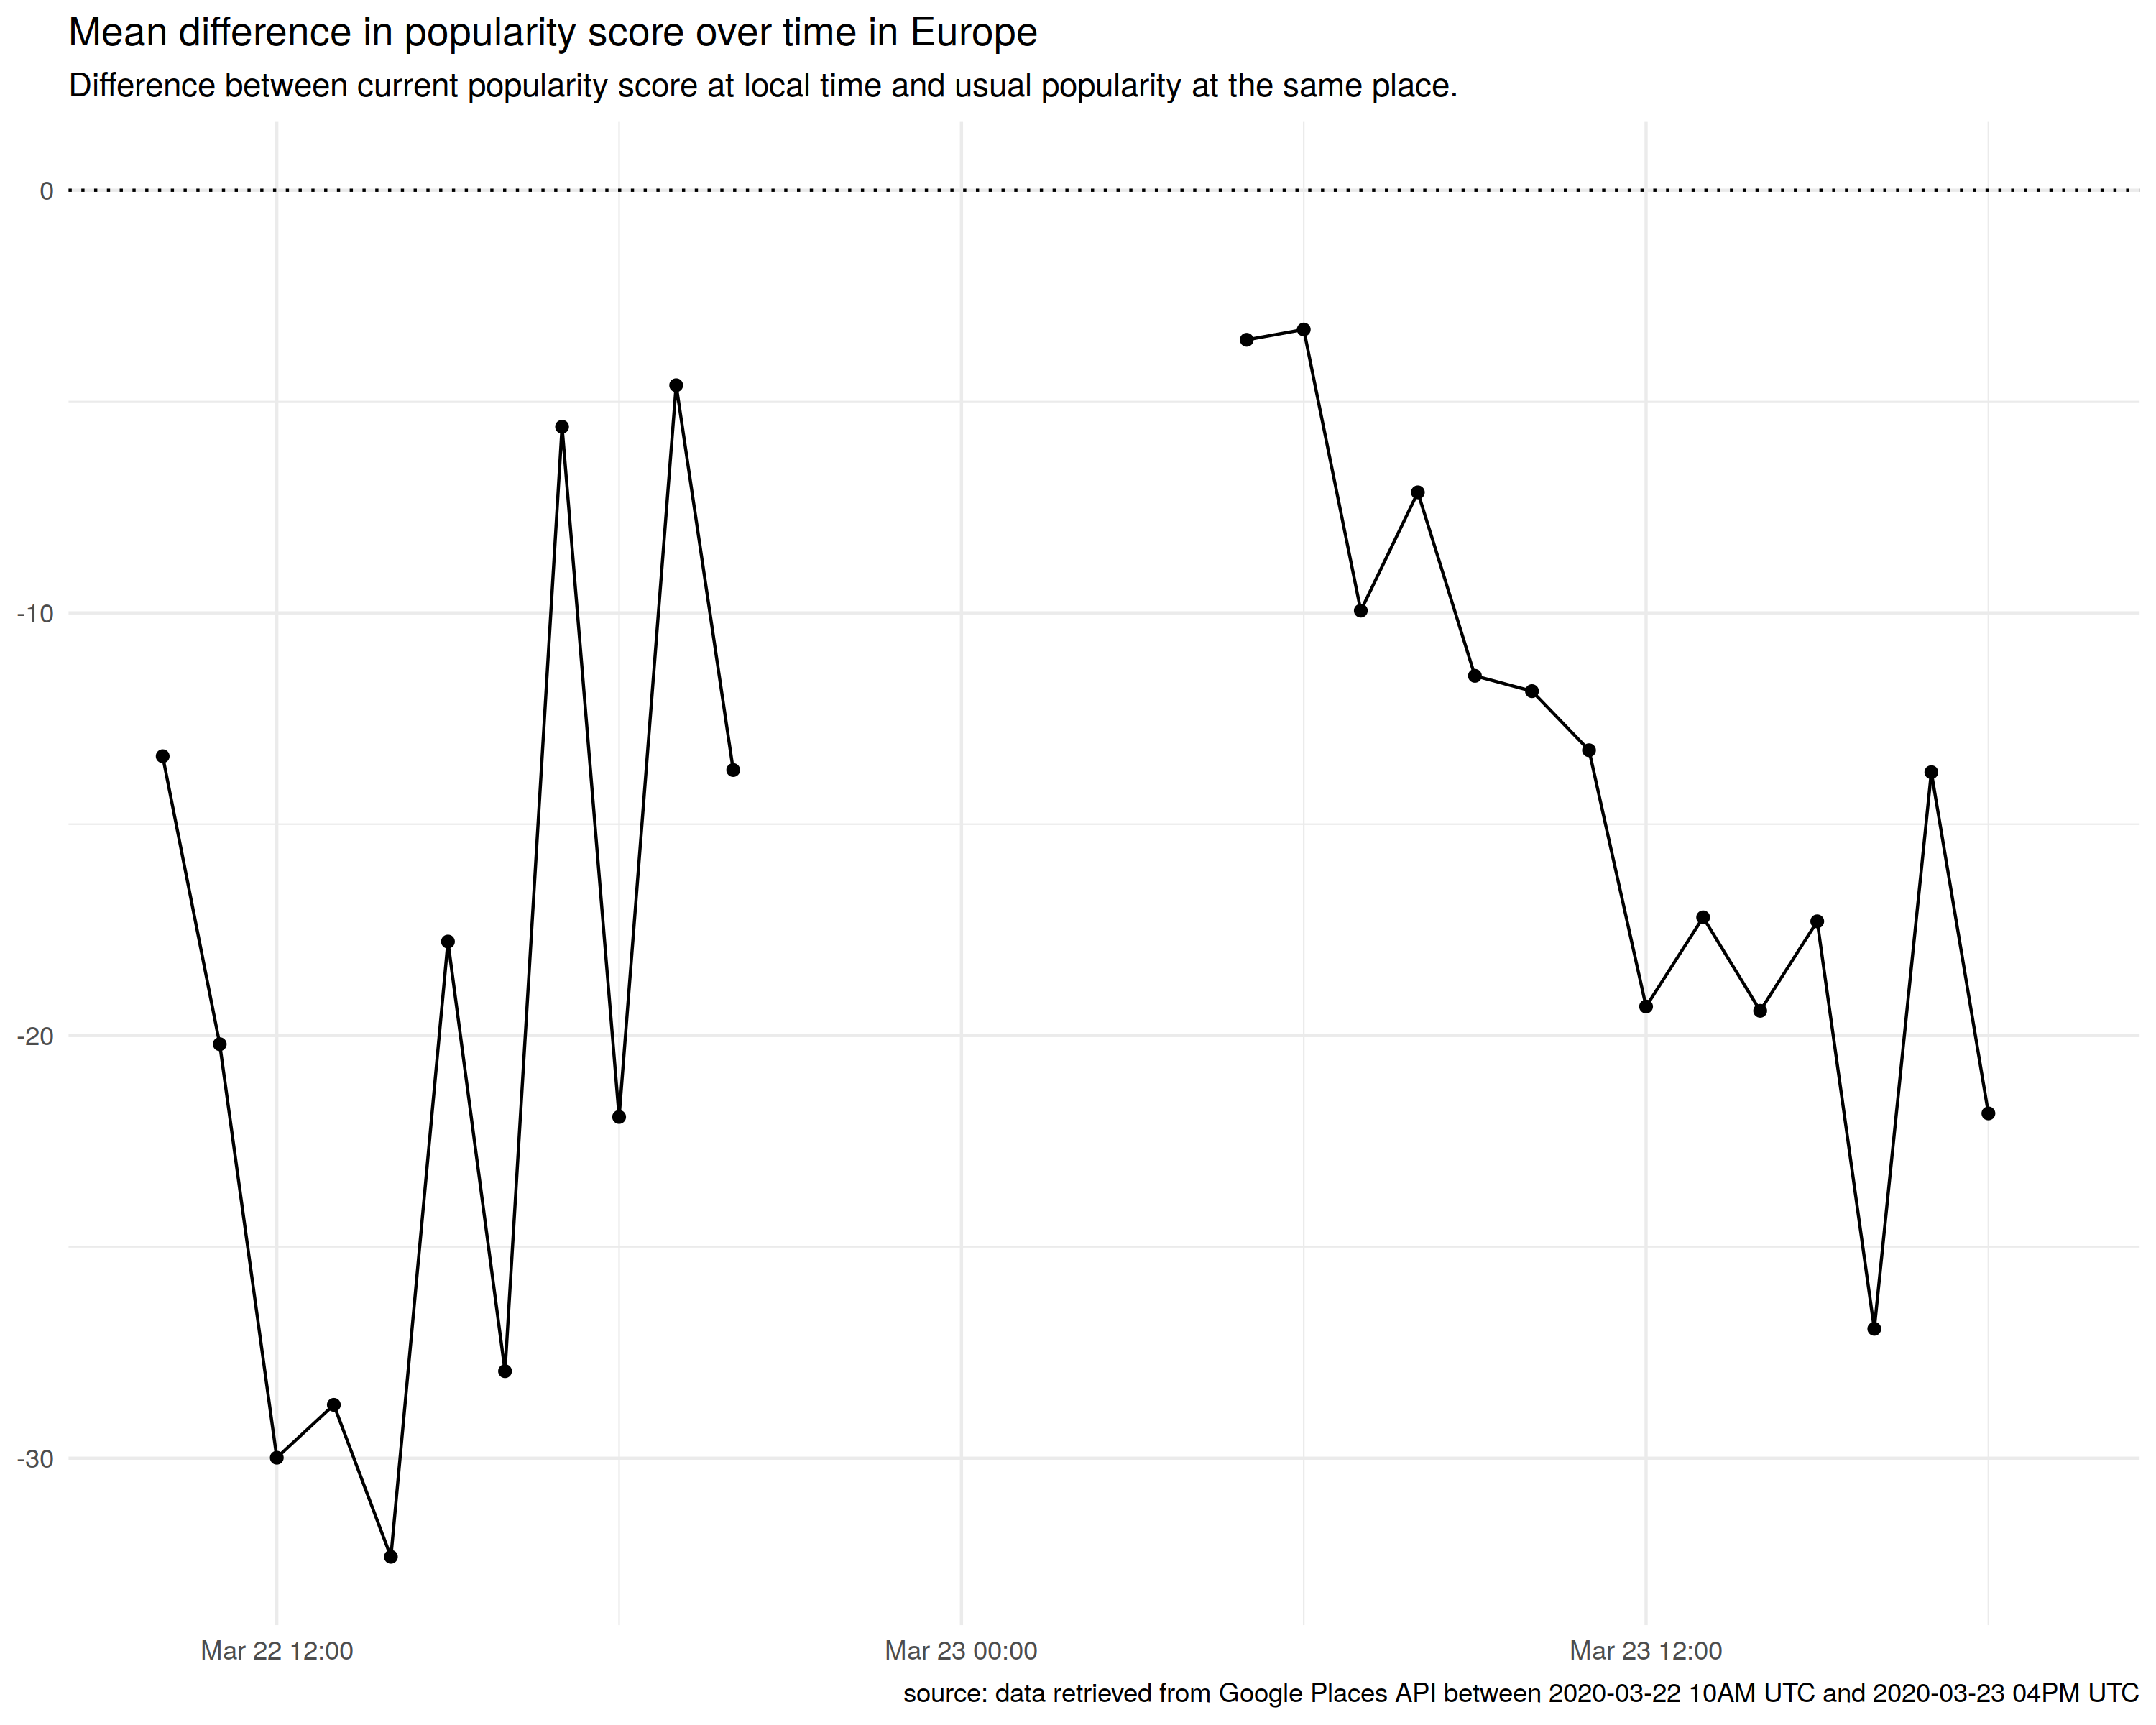 Mean difference in popularity score over time in Europe
Difference between current popularity score at local time and usual popularity at the same place.
0
-10
-20
-30
Mar 22 12:00
Mar 23 00:00
Mar 23 12:00
source: data retrieved from Google Places API between 2020-03-22 10AM UTC and 2020-03-23 04PM UTC